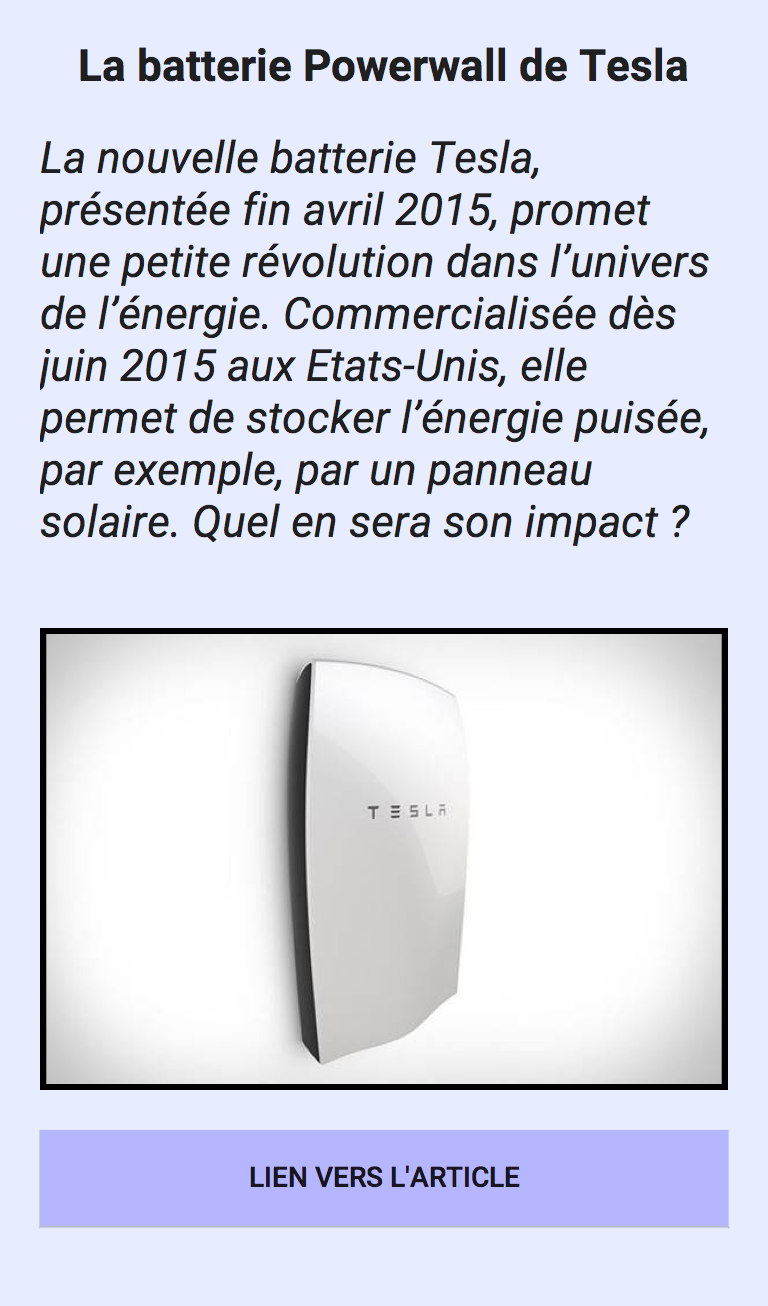 La batterie Powerwall de Tesla
La nouvelle batterie Tesla,
présentée fin avril 2015, promet
une petite révolution dans l’univers
de l’énergie. Commercialisée dès
juin 2015 aux Etats-Unis, elle
permet de stocker l’énergie puisée,
par exemple, par un panneau
solaire. Quel en sera son impact ?
TESLA
LIEN VERS L'ARTICLE